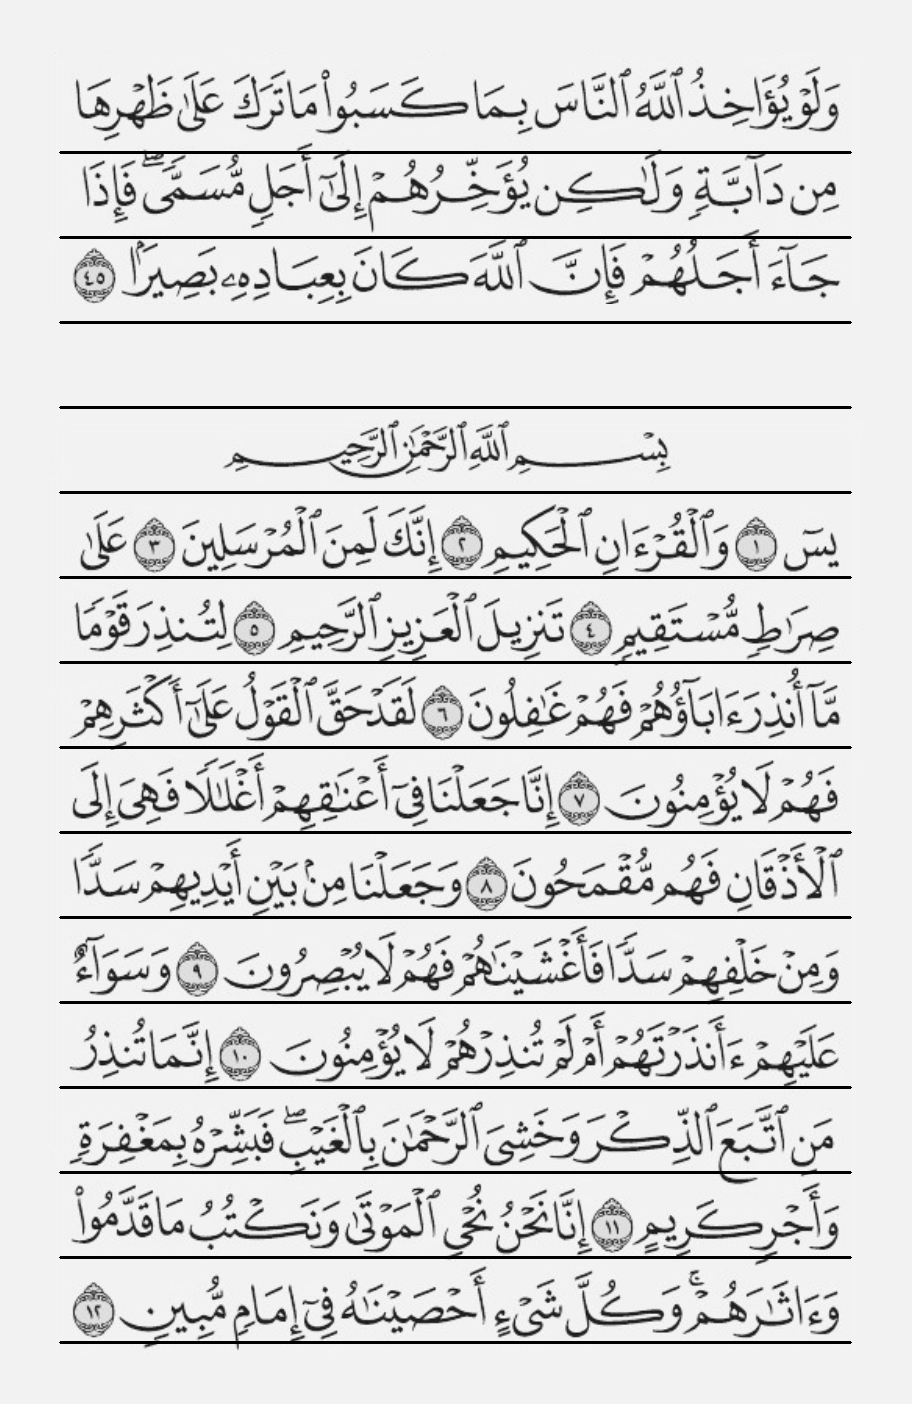 وَلَوْ يُؤَاخِذُ ٱللَّهُ ٱلنَّاسَ بِمَا كَسَبُوا۟ مَا تَرَكَ عَلَىٰ ظَهْرِهَا
مِن دَآبَّةٍ وَلَٰكِن يُؤَخِّرُهُمْ إِلَىٰٓ أَجَلٍ مُّسَمًّى ۖ فَإِذَا
جَآءَ أَجَلُهُمْ فَإِنَّ ٱللَّهَ كَانَ بِعِبَادِهِۦ بَصِيرًۢا ٤٥
بِسْمِ ٱللَّهِ ٱلرَّحْمَٰنِ ٱلرَّحِيمِ
يسٓ ١ وَٱلْقُرْءَانِ ٱلْحَكِيمِ ٢ إِنَّكَ لَمِنَ ٱلْمُرْسَلِينَ ٣ عَلَىٰ
صِرَٰطٍ مُّسْتَقِيمٍ ٤ تَنزِيلَ ٱلْعَزِيزِ ٱلرَّحِيمِ ٥ لِتُنذِرَ قَوْمًا
مَّآ أُنذِرَ ءَابَآؤُهُمْ فَهُمْ غَٰفِلُونَ ٦ لَقَدْ حَقَّ ٱلْقَوْلُ عَلَىٰٓ أَكْثَرِهِمْ
فَهُمْ لَا يُؤْمِنُونَ ٧ إِنَّا جَعَلْنَا فِىٓ أَعْنَٰقِهِمْ أَغْلَٰلًا فَهِىَ إِلَى
ٱلْأَذْقَانِ فَهُم مُّقْمَحُونَ ٨ وَجَعَلْنَا مِنۢ بَيْنِ أَيْدِيهِمْ سَدًّا
وَمِنْ خَلْفِهِمْ سَدًّا فَأَغْشَيْنَٰهُمْ فَهُمْ لَا يُبْصِرُونَ ٩ وَسَوَآءٌ
عَلَيْهِمْ ءَأَنذَرْتَهُمْ أَمْ لَمْ تُنذِرْهُمْ لَا يُؤْمِنُونَ ١٠ إِنَّمَا تُنذِرُ
مَنِ ٱتَّبَعَ ٱلذِّكْرَ وَخَشِىَ ٱلرَّحْمَٰنَ بِٱلْغَيْبِ ۖ فَبَشِّرْهُ بِمَغْفِرَةٍ
وَأَجْرٍ كَرِيمٍ ١١ إِنَّا نَحْنُ نُحْىِ ٱلْمَوْتَىٰ وَنَكْتُبُ مَا قَدَّمُوا۟
وَءَاثَٰرَهُمْ ۚ وَكُلَّ شَىْءٍ أَحْصَيْنَٰهُ فِىٓ إِمَامٍ مُّبِينٍ ١٢